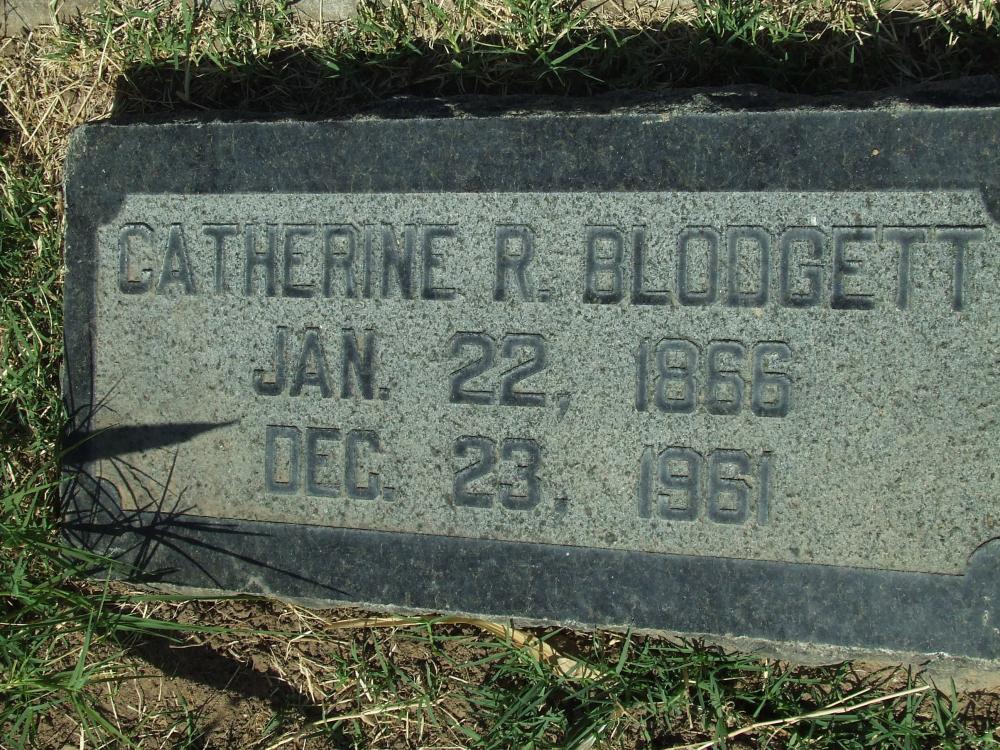 CATHERINE R. BLODGETT
JAN. 22, 1866
DEC. 23, 1961